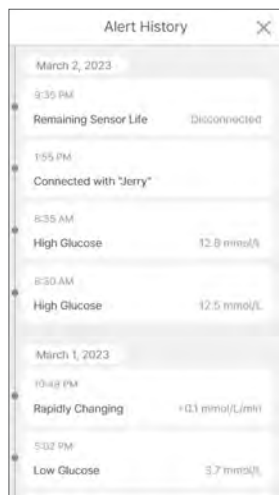 Alert History
March 2, 2023
9:35 PM
Remaining Sensor Life Disconnected
1:55 PM
Connected with "Jerry"
8:35 AM
High Glucose 12.8 mmol/L
8:30 AM
High Glucose 12.5 mmol/L
March 1, 2023
10:48 PM
Rapidly Changing +0.1 mmol/L/min
5:02 PM
Low Glucose 3.7 mmol/L